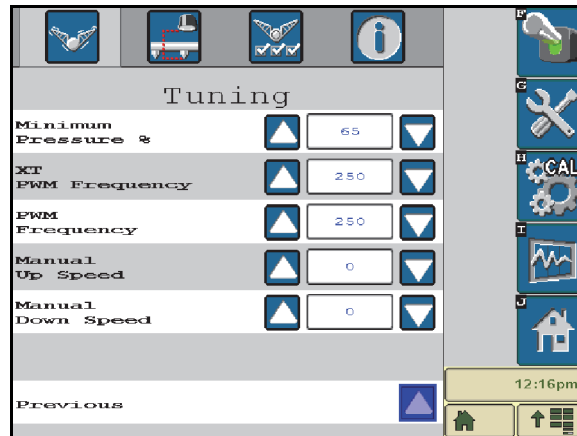 F
G
H
CAL
I
J
Tuning
Minimum
Pressure %
65
XT
PWM Frequency
250
PWM
Frequency
250
Manual
Up Speed
0
Manual
Down Speed
0
Previous
12:16pm